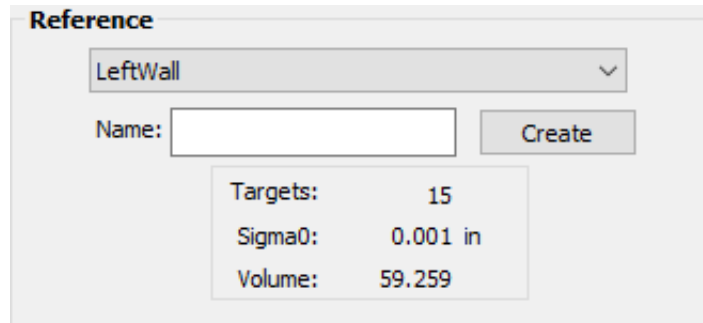 Reference
LeftWall
Name: Create
Targets: 15
Sigma0: 0.001 in
Volume: 59.259